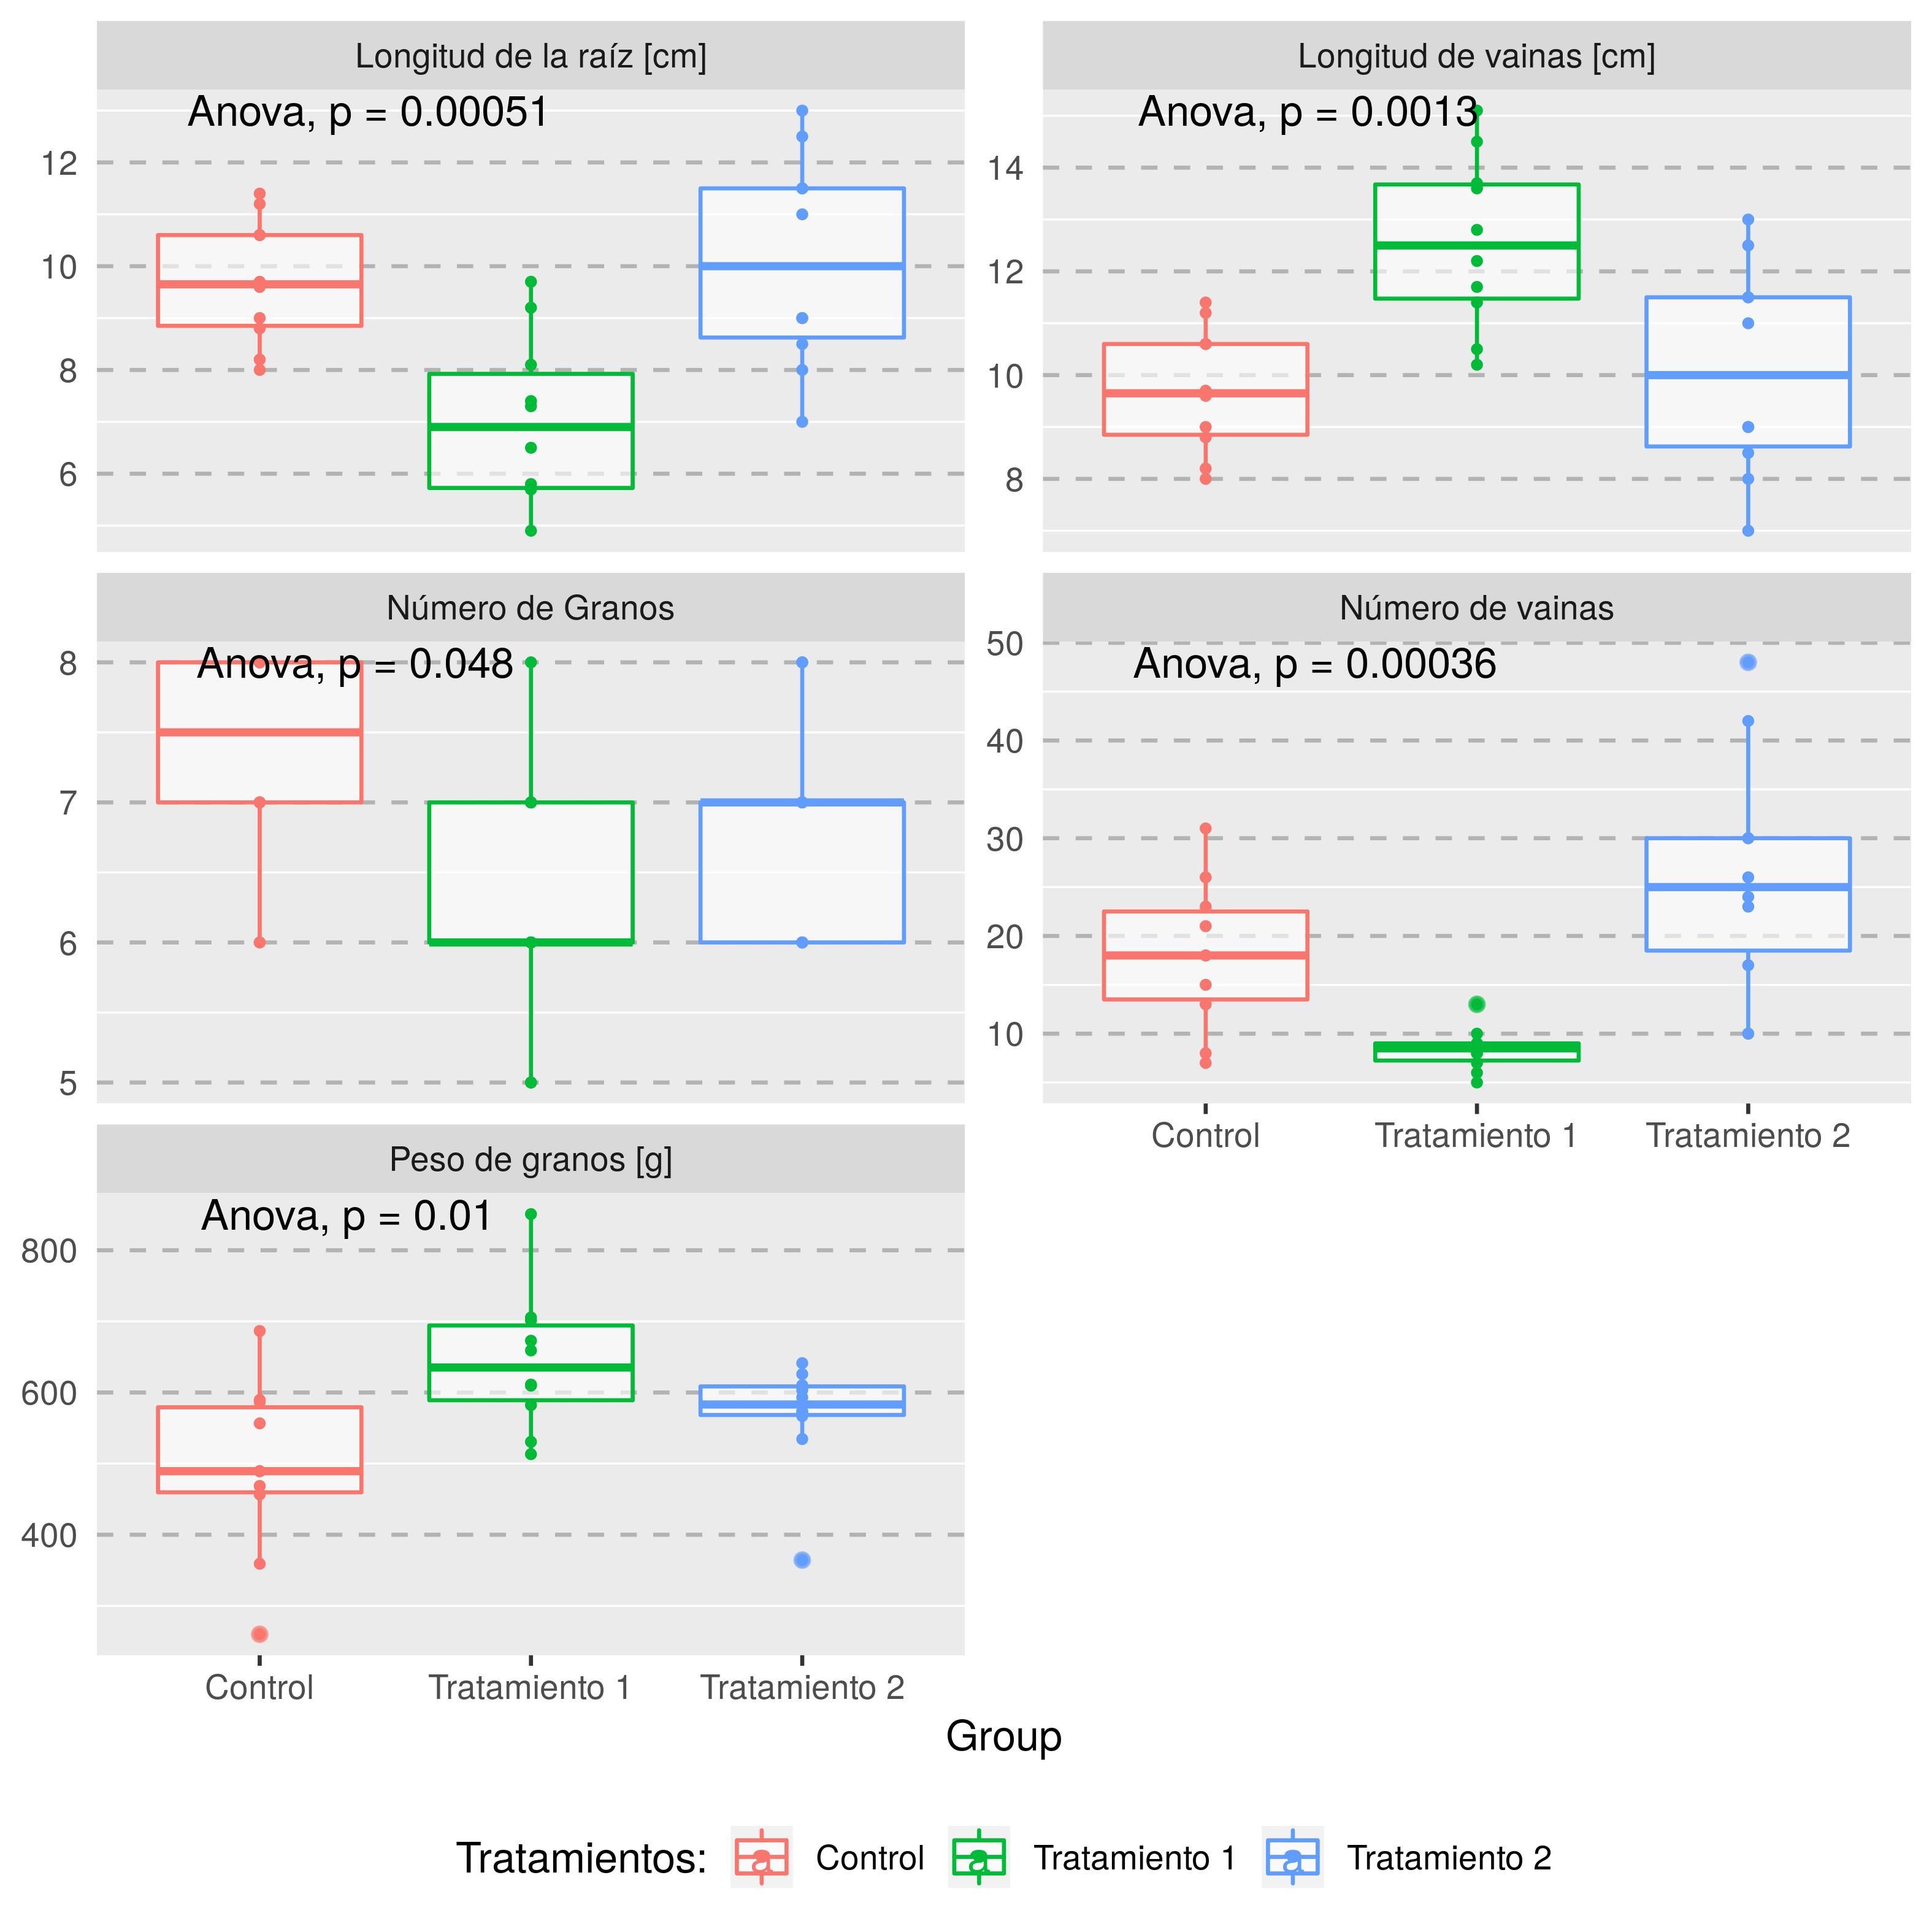 Longitud de la raíz [cm]
Anova, p = 0.00051
12
10
8
6
Longitud de vainas [cm]
Anova, p = 0.0013
14
12
10
8
Número de Granos
Anova, p = 0.048
8
7
6
5
Número de vainas
Anova, p = 0.00036
50
40
30
20
10
Control Tratamiento 1 Tratamiento 2
Peso de granos [g]
Anova, p = 0.01
800
600
400
Control Tratamiento 1 Tratamiento 2
Group
Tratamientos: a Control a Tratamiento 1 a Tratamiento 2